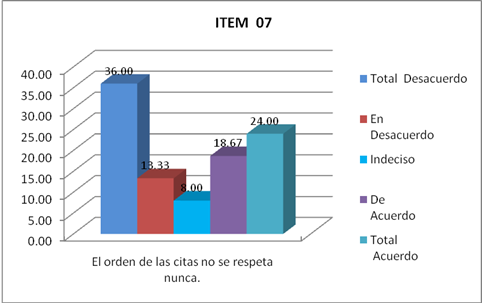 ITEM 07
40.00
35.00
30.00
25.00
20.00
15.00
10.00
5.00
0.00
36.00
13.33
8.00
18.67
24.00
El orden de las citas no se respeta
nunca.
Total Desacuerdo
En
Desacuerdo
Indeciso
De
Acuerdo
Total
Acuerdo